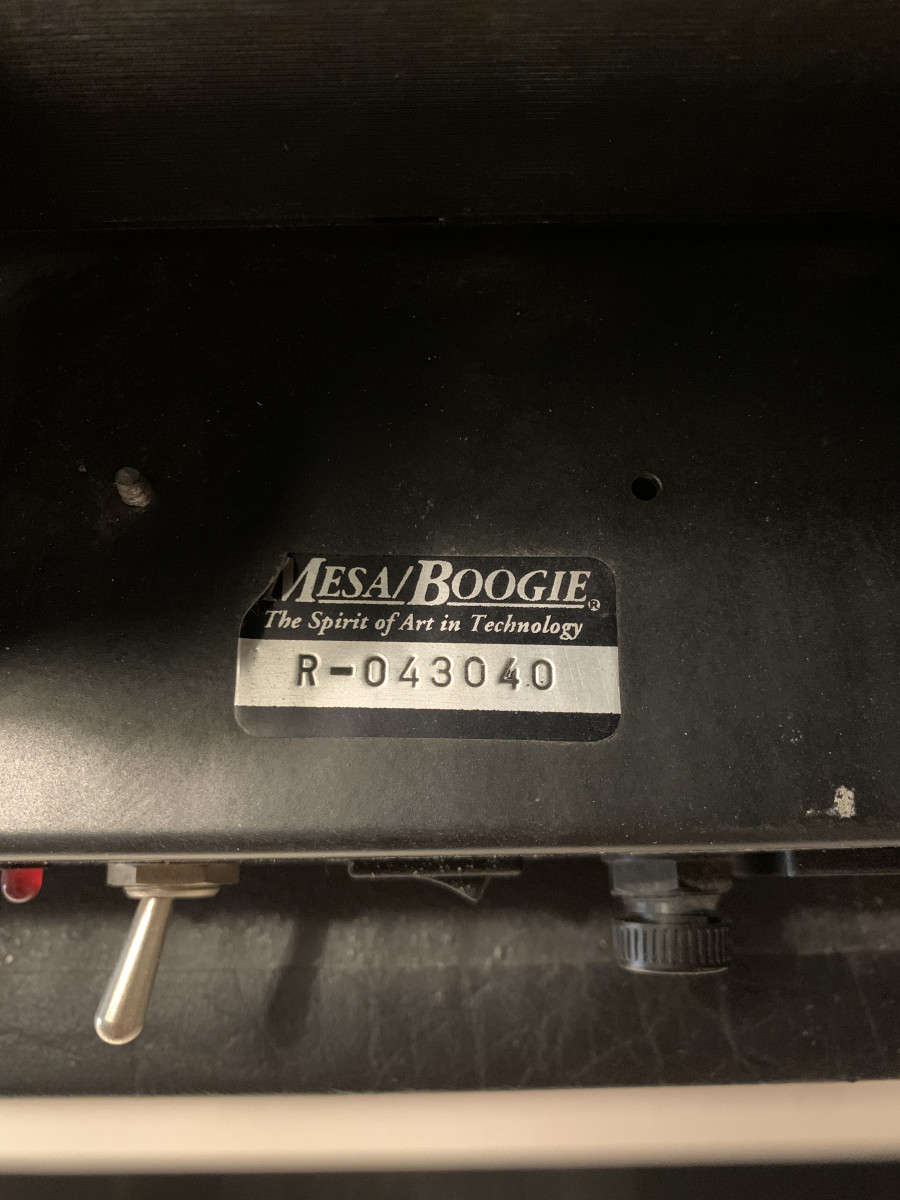 MESA/BOOGIE®
The Spirit of Art in Technology
R-043040